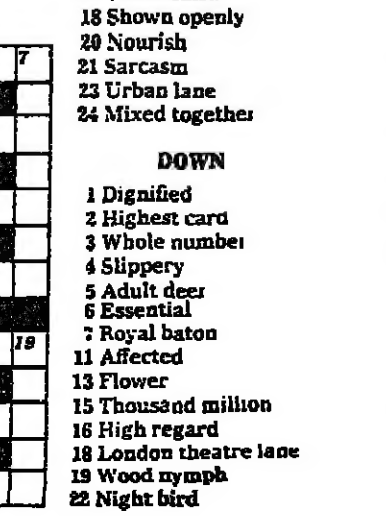 18 Shown openly
20 Nourish
21 Sarcasm
23 Urban lane
24 Mixed together
DOWN
1 Dignified
2 Highest card
3 Whole number
4 Slippery
5 Adult deer
6 Essential
7 Royal baton
11 Affected
13 Flower
15 Thousand million
16 High regard
18 London theatre lane
19 Wood nymph
22 Night bird
7
19